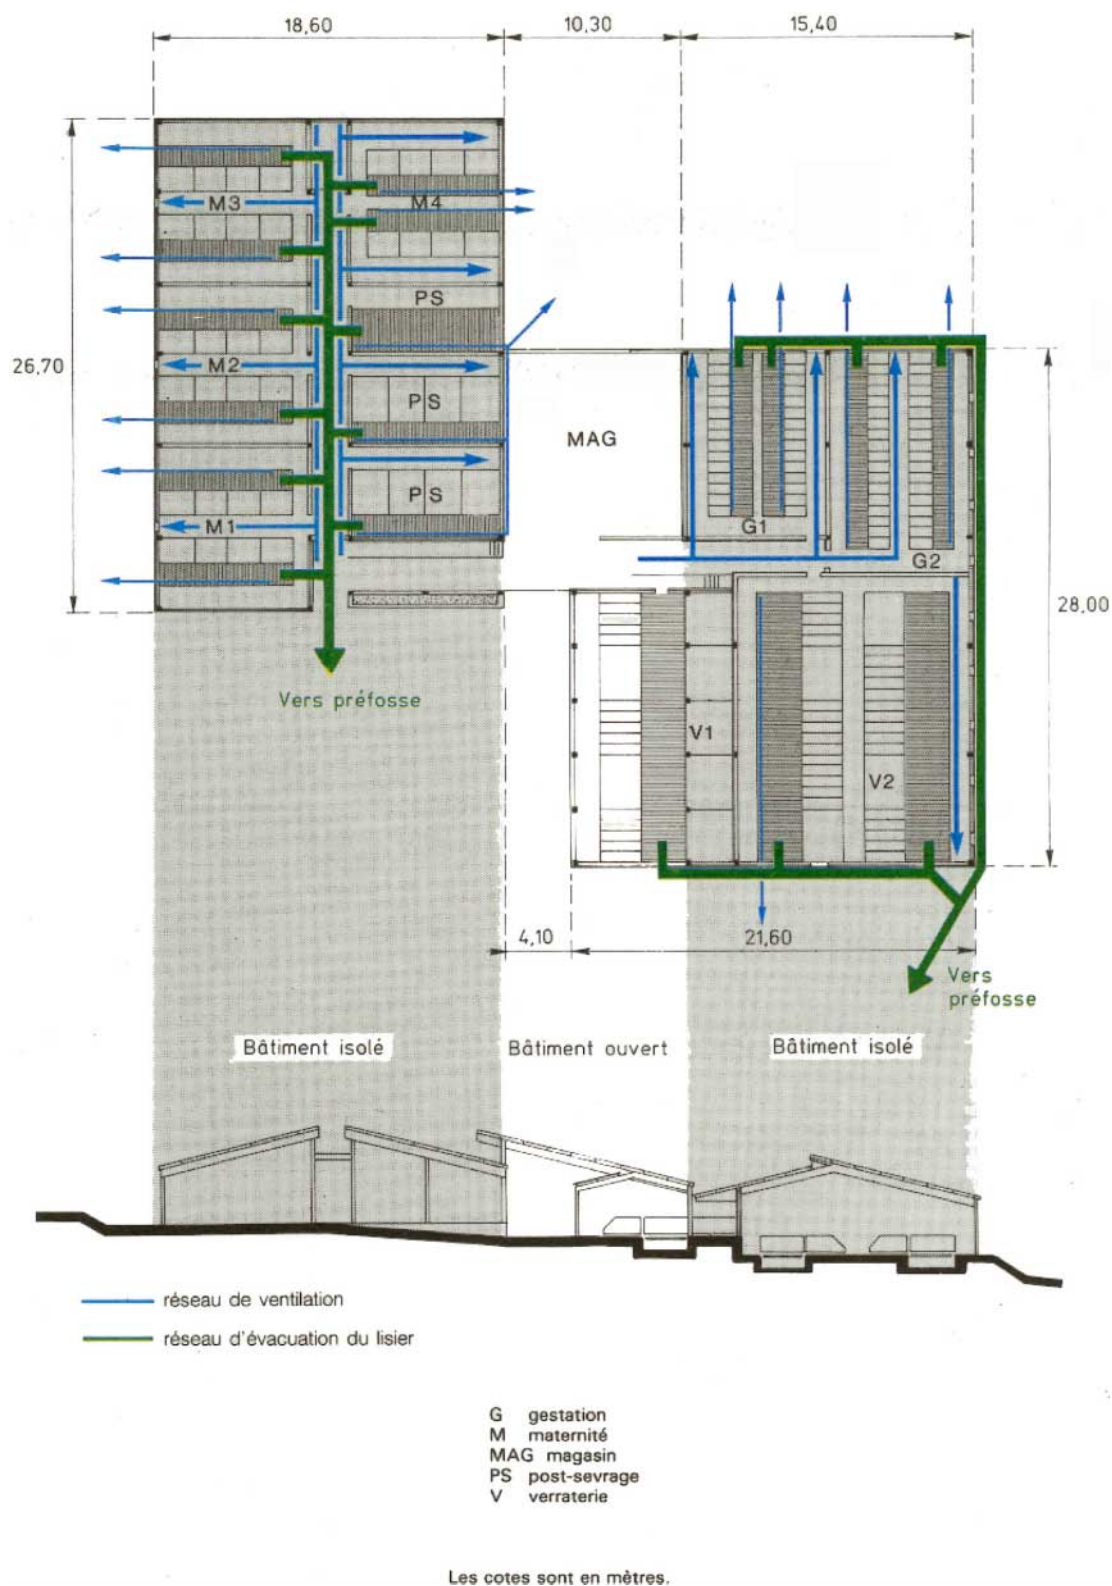 18,60
10,30
15,40
26,70
M3
M4
PS
M2
PS
MAG
PS
G1
M1
G2
28,00
Vers préfosse
V1
V2
4,10
21,60
Vers
préfosse
Bâtiment isolé
Bâtiment ouvert
Bâtiment isolé
réseau de ventilation
réseau d'évacuation du lisier
G gestation
M maternité
MAG magasin
PS post-sevrage
V verraterie
Les cotes sont en mètres.